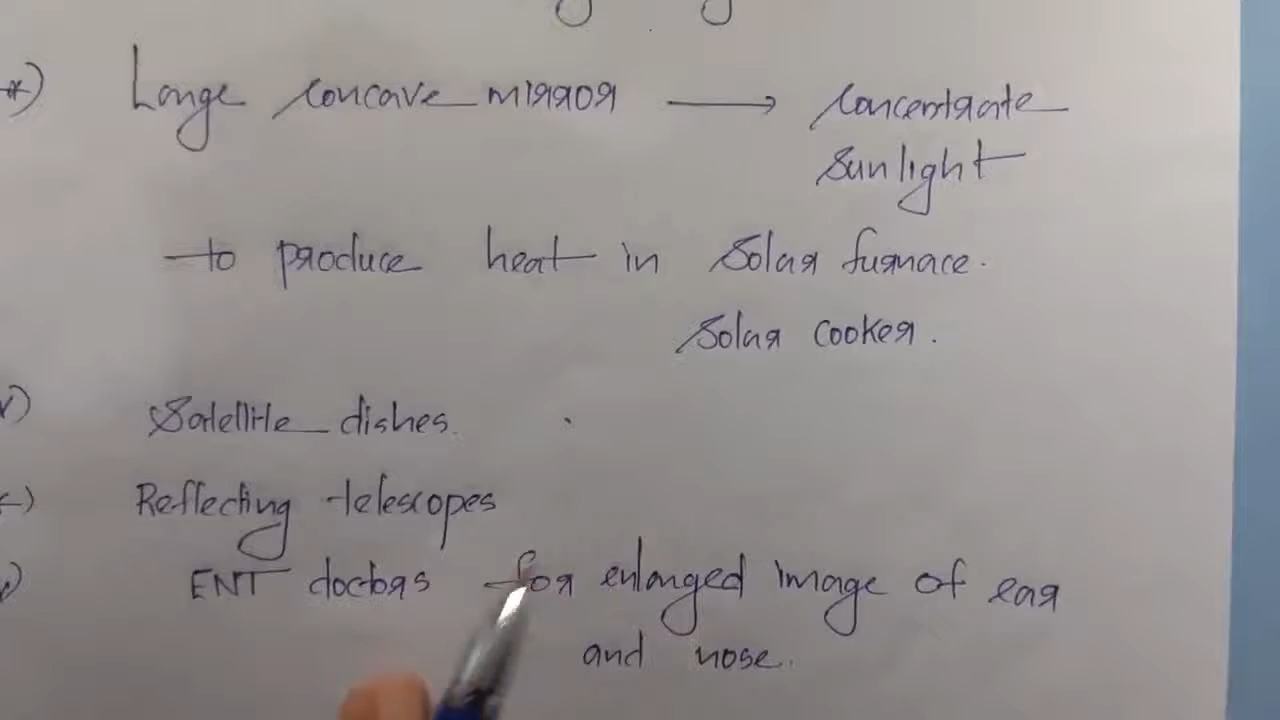 *) Large concave mirror → concentrate
sunlight
to produce heat in solar furnace.
solar cooker.
Satellite dishes.
Reflecting telescopes
ENT doctors for enlarged image of ear
and nose.